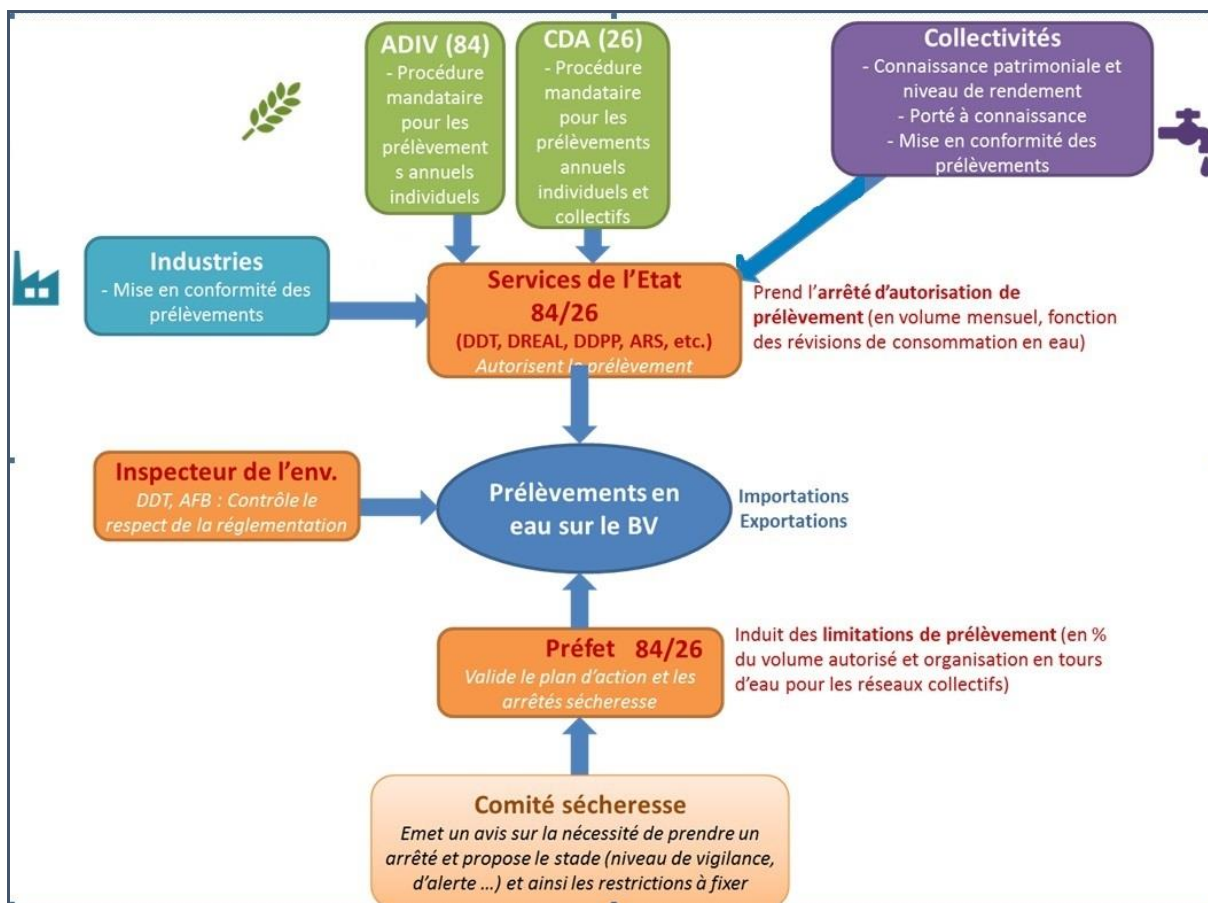 ADIV (84)
- Procédure
mandataire
pour les
prélèvement
s annuels
individuels
CDA (26)
- Procédure
mandataire
pour les
prélèvements
annuels
individuels et
collectifs
Collectivités
- Connaissance patrimoniale et
niveau de rendement
- Porté à connaissance
- Mise en conformité des
prélèvements
Industries
- Mise en conformité des
prélèvements
Services de l'Etat
84/26
(DDT, DREAL, DDPP, ARS, etc.)
Autorisent le prélèvement
Prend l'arrêté d'autorisation de
prélèvement (en volume mensuel, fonction
des révisions de consommation en eau)
Inspecteur de l'env.
DDT, AFB : Contrôle le
respect de la réglementation
Prélèvements en
eau sur le BV
Importations
Exportations
Préfet 84/26
Valide le plan d'action et les
arrêtés sécheresse
Induit des limitations de prélèvement (en %
du volume autorisé et organisation en tours
d'eau pour les réseaux collectifs)
Comité sécheresse
Emet un avis sur la nécessité de prendre un
arrêté et propose le stade (niveau de vigilance,
d'alerte ...) et ainsi les restrictions à fixer